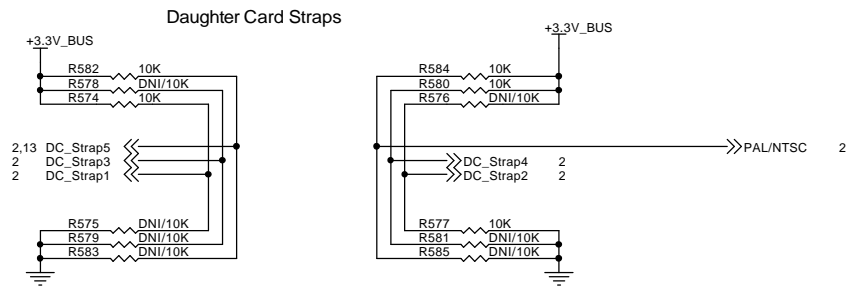 Daughter Card Straps
+3.3V_BUS
R582 10K
R578 DNI/10K
R574 10K
2,13 DC_Strap5
2 DC_Strap3
2 DC_Strap1
R575 DNI/10K
R579 DNI/10K
R583 DNI/10K
+3.3V_BUS
R584 10K
R580 10K
R576 DNI/10K
PAL/NTSC 2
DC_Strap4 2
DC_Strap2 2
R577 10K
R581 DNI/10K
R585 DNI/10K